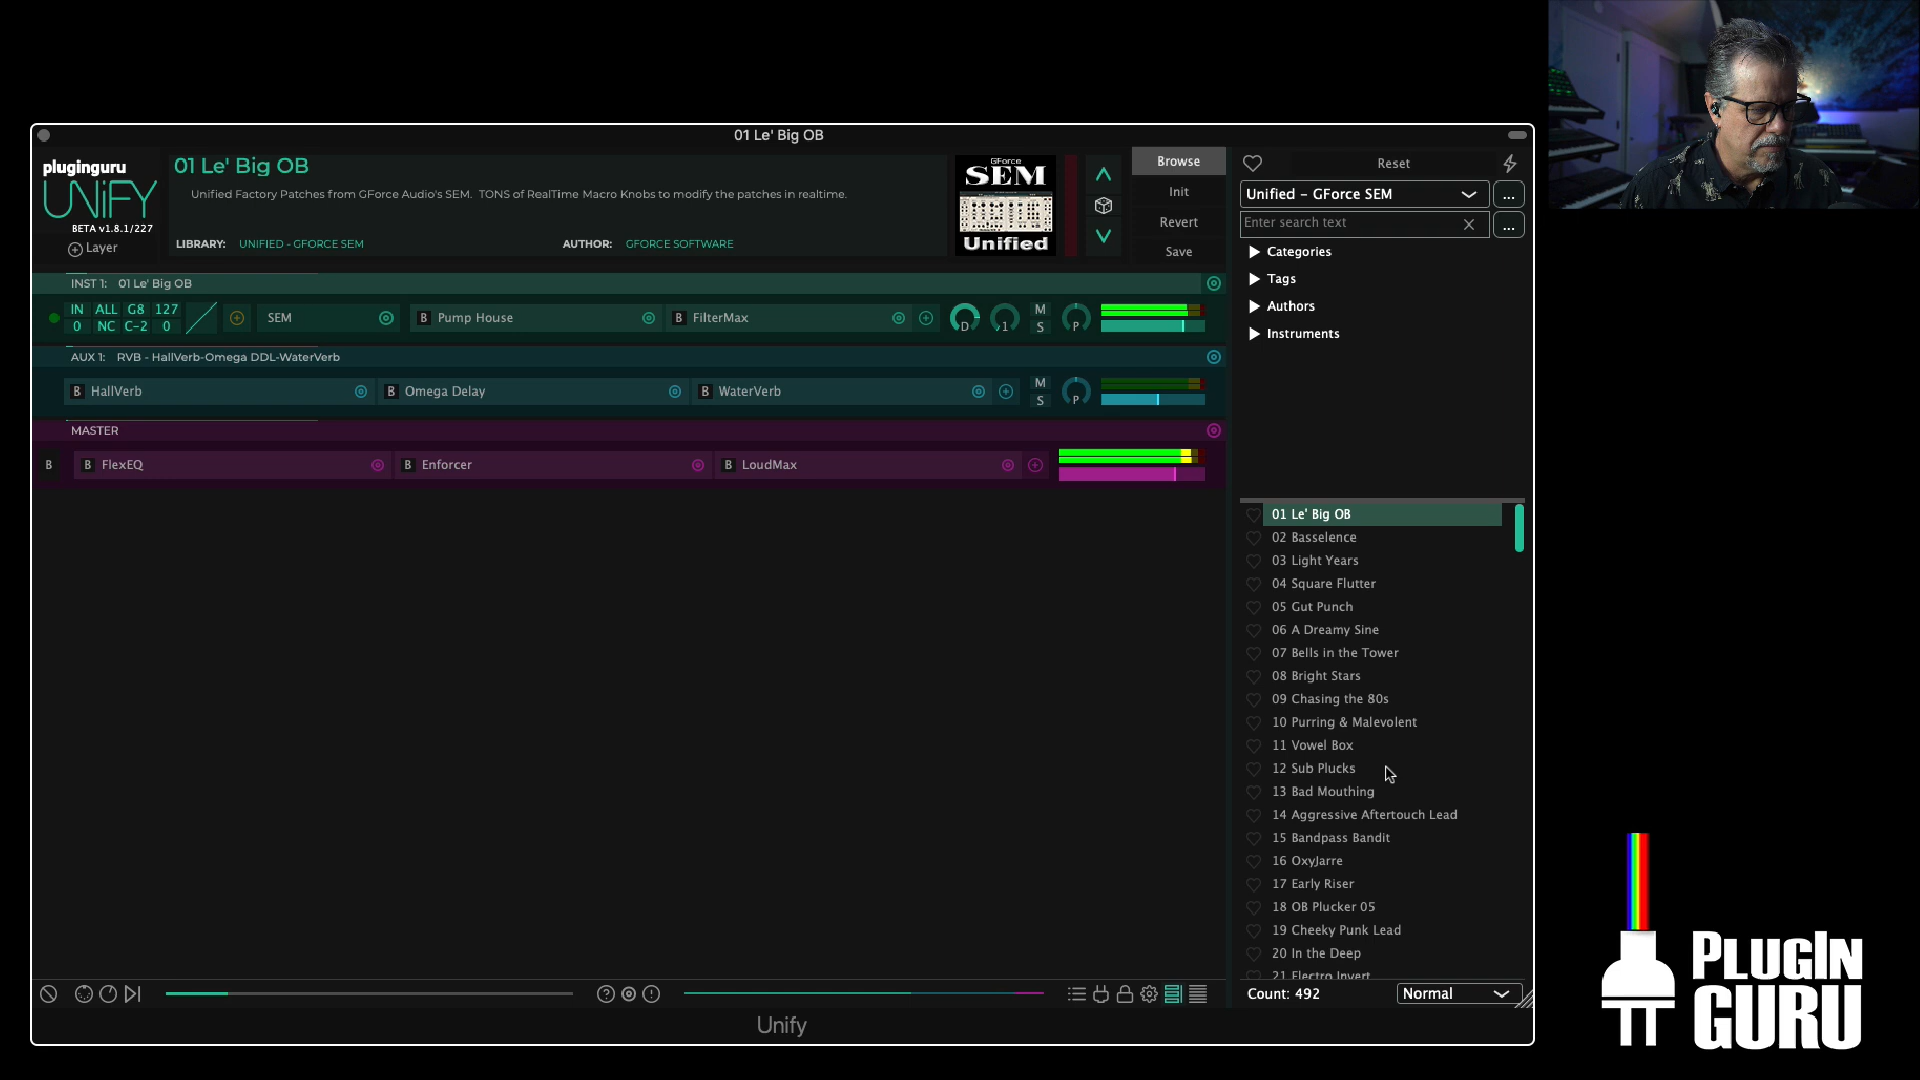 01 Le' Big OB
pluginguru
UNIFY
BETA v1.8.1/227
Layer
01 Le' Big OB
Unified Factory Patches from GForce Audio's SEM. TONS of RealTime Macro Knobs to modify the patches in realtime.
LIBRARY: UNIFIED - GFORCE SEM
AUTHOR: GFORCE SOFTWARE
GForce
SEM
Unified
Browse
Init
Revert
Save
Reset
Unified – GForce SEM
...
Enter search text
...
Categories
Tags
Authors
Instruments
INST 1: 01 Le' Big OB
IN ALL G8 127
0 NC C-2 0
SEM
B Pump House
B FilterMax
D
1
M
S
P
AUX 1: RVB - HallVerb-Omega DDL-WaterVerb
B HallVerb
B Omega Delay
B WaterVerb
M
S
P
MASTER
B
B FlexEQ
B Enforcer
B LoudMax
01 Le' Big OB
02 Basselence
03 Light Years
04 Square Flutter
05 Gut Punch
06 A Dreamy Sine
07 Bells in the Tower
08 Bright Stars
09 Chasing the 80s
10 Purring & Malevolent
11 Vowel Box
12 Sub Plucks
13 Bad Mouthing
14 Aggressive Aftertouch Lead
15 Bandpass Bandit
16 OxyJarre
17 Early Riser
18 OB Plucker 05
19 Cheeky Punk Lead
20 In the Deep
21 Electro Invert
Count: 492
Normal
Unify
PLUGIN
GURU